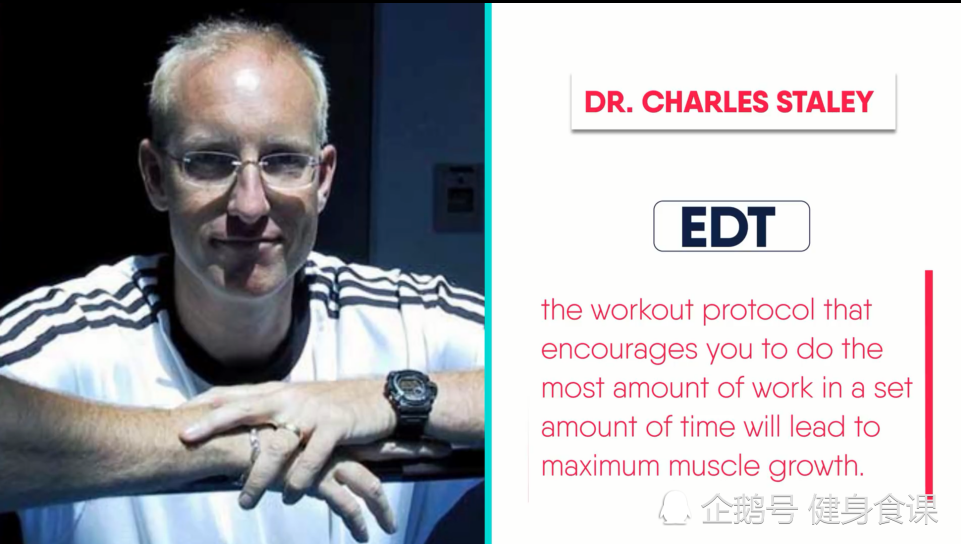 DR. CHARLES STALEY
EDT
the workout protocol that
encourages you to do the
most amount of work in a set
amount of time will lead to
maximum muscle growth.
企鹅号 健身食课